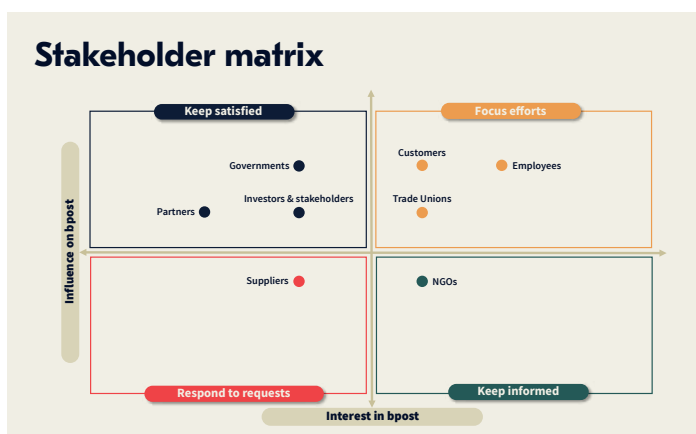 Stakeholder matrix
Keep satisfied
Focus efforts
Customers
Governments
Employees
Investors & stakeholders
Trade Unions
Partners
Influence on bpost
Suppliers
NGOs
Respond to requests
Keep informed
Interest in bpost